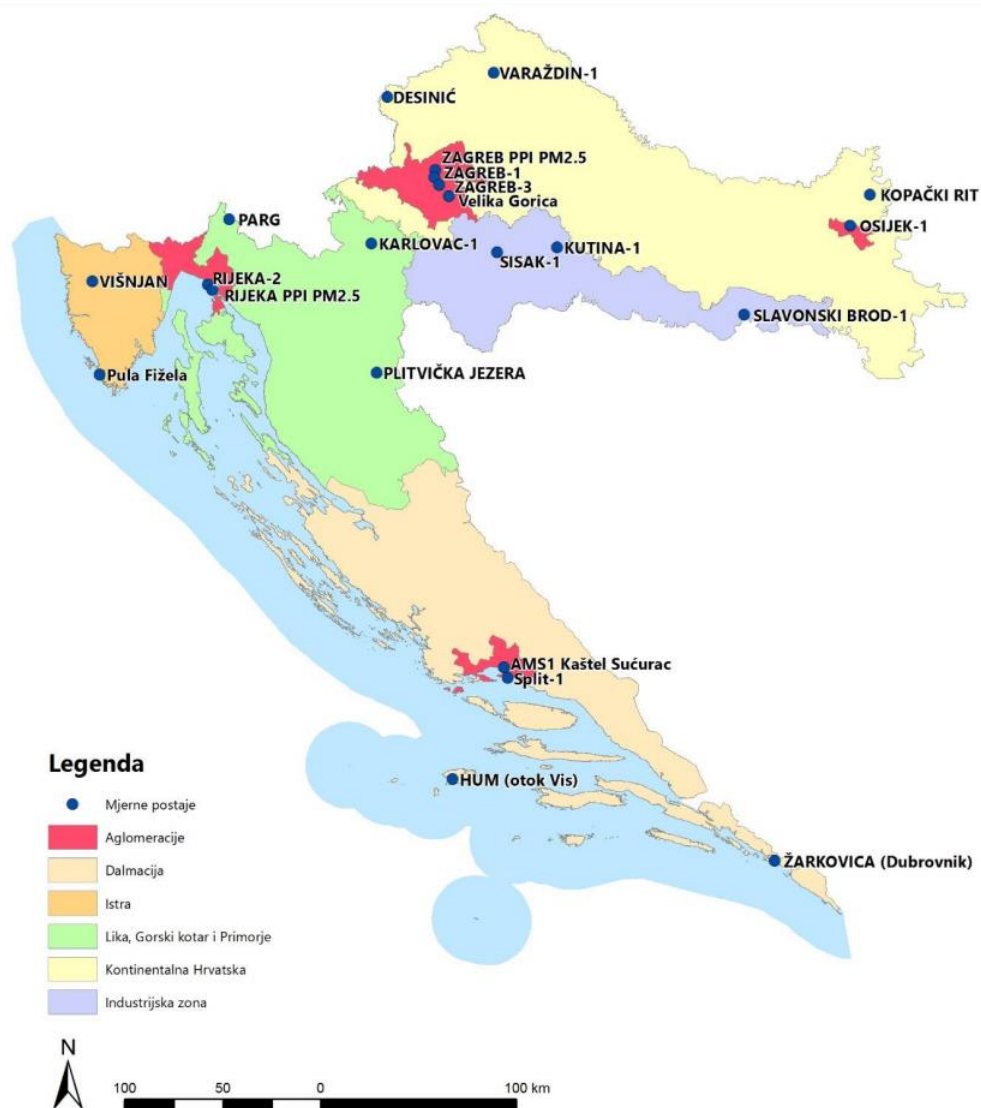 VARAŽDIN-1
DESINIĆ
ZAGREB PPI PM2.5
ZAGREB-1
ZAGREB-3
Velika Gorica
KOPAČKI RIT
OSIJEK-1
PARG
KARLOVAC-1
KUTINA-1
SISAK-1
VIŠNJAN
RIJEKA-2
RIJEKA PPI PM2.5
SLAVONSKI BROD-1
Pula Fižela
PLITVIČKA JEZERA
AMS1 Kaštel Sućurac
Split-1
HUM (otok Vis)
ŽARKOVICA (Dubrovnik)
Legenda
Mjerne postaje
Aglomeracije
Dalmacija
Istra
Lika, Gorski kotar i Primorje
Kontinentalna Hrvatska
Industrijska zona
N
100 50 0 100 km